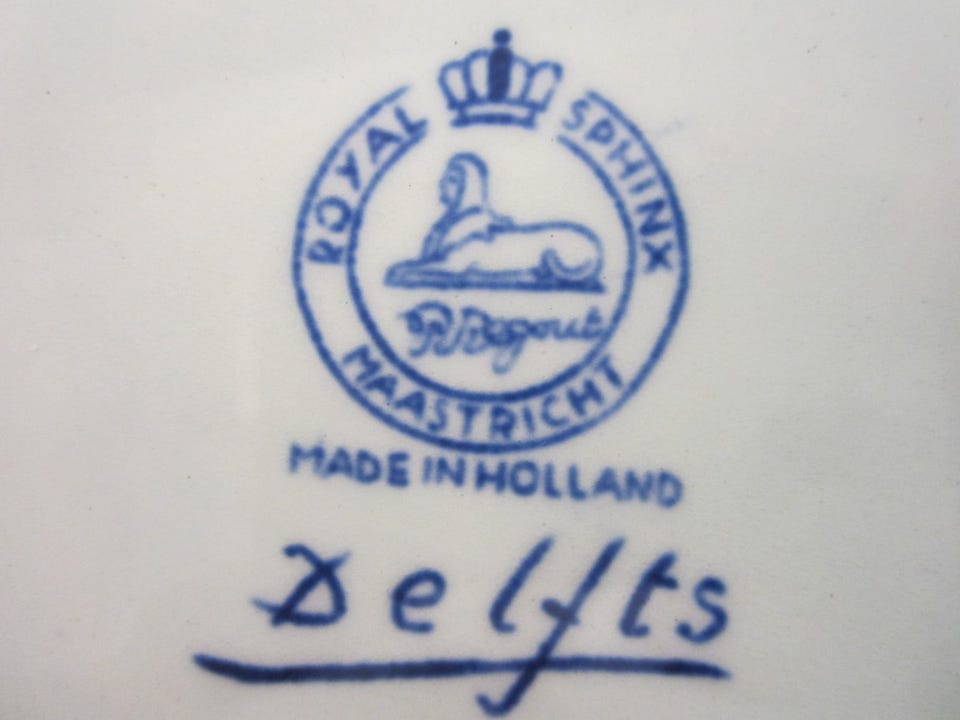 ROYAL SPHINX
P. Regout
MAASTRICHT
MADE IN HOLLAND
Delfts